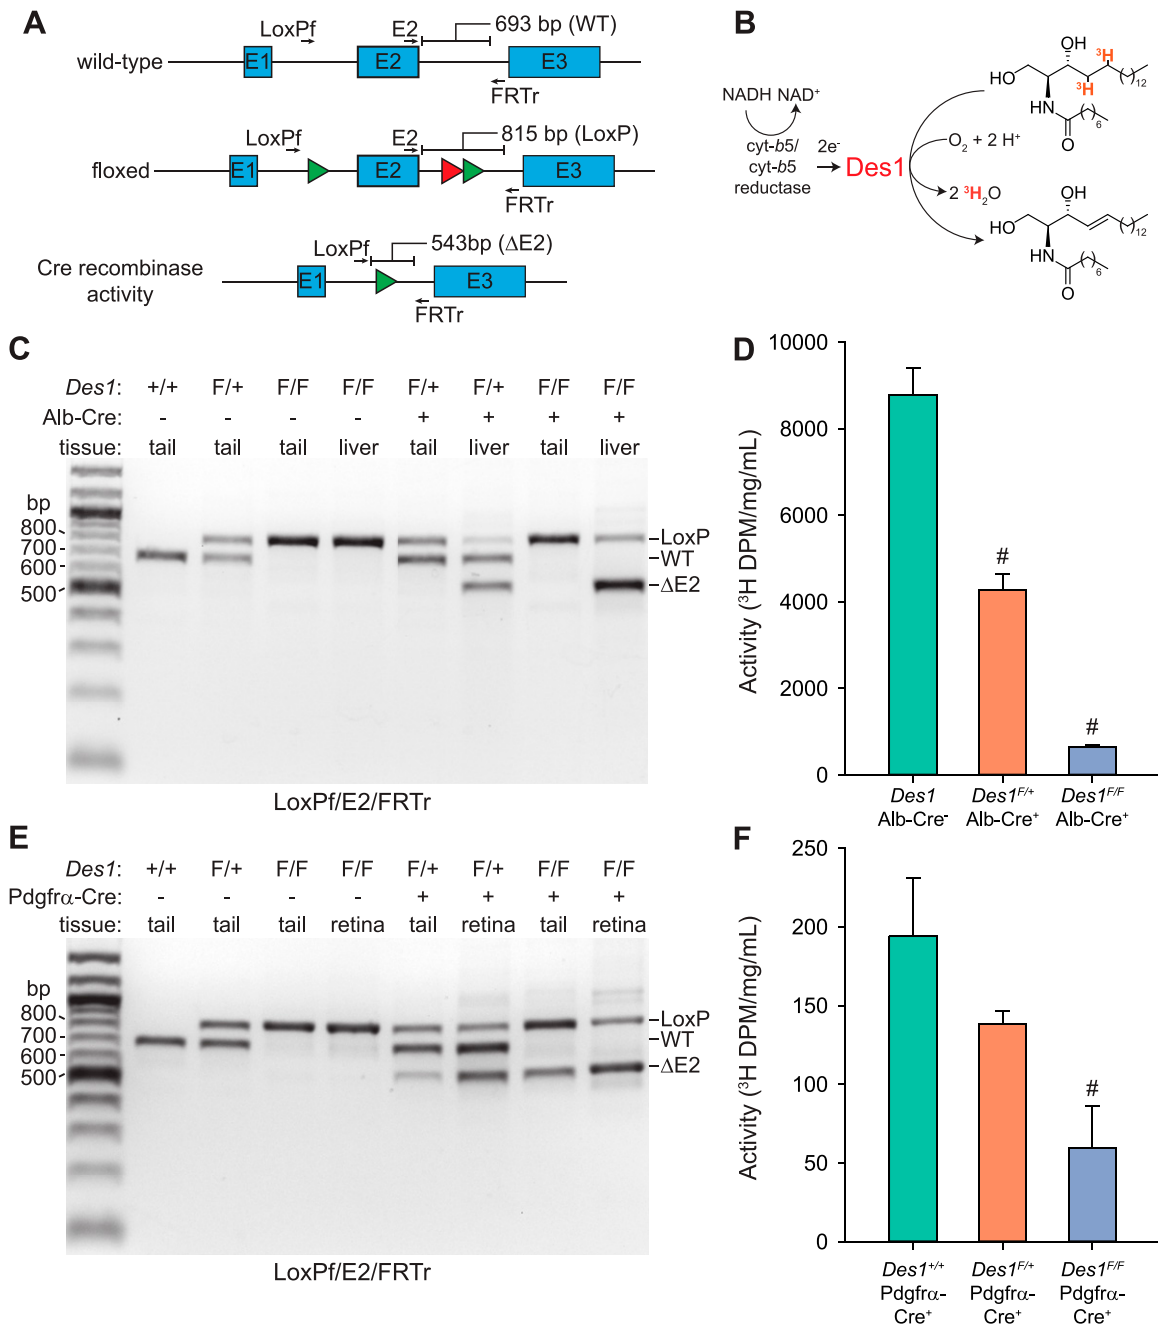 A
LoxPf
E2
693 bp (WT)
wild-type
E1
E2
E3
FRTr
LoxPf
E2
815 bp (LoxP)
floxed
E1
E2
E3
FRTr
LoxPf
543bp (ΔE2)
Cre recombinase
activity
E1
E3
FRTr
B
NADH NAD⁺
cyt-b5/
cyt-b5
reductase
2e⁻
Des1
OH
³H
HO
³H
12
HN
6
O
O₂ + 2 H⁺
2 ³H₂O
OH
HO
12
HN
6
O
C
Des1: +/+ F/+ F/F F/F F/+ F/+ F/F F/F
Alb-Cre: - - - - + + + +
tissue: tail tail tail liver tail liver tail liver
bp
800
700
600
500
LoxP
WT
ΔE2
LoxPf/E2/FRTr
D
Activity (³H DPM/mg/mL)
10000
8000
6000
4000
2000
0
#
#
Des1 Des1F/+ Des1F/F
Alb-Cre⁻ Alb-Cre⁺ Alb-Cre⁺
E
Des1: +/+ F/+ F/F F/F F/+ F/+ F/F F/F
Pdgfrα-Cre: - - - - + + + +
tissue: tail tail tail retina tail retina tail retina
bp
800
700
600
500
LoxP
WT
ΔE2
LoxPf/E2/FRTr
F
Activity (³H DPM/mg/mL)
250
200
150
100
50
0
#
Des1+/+ Des1F/+ Des1F/F
Pdgfrα- Pdgfrα- Pdgfrα-
Cre⁺ Cre⁺ Cre⁺